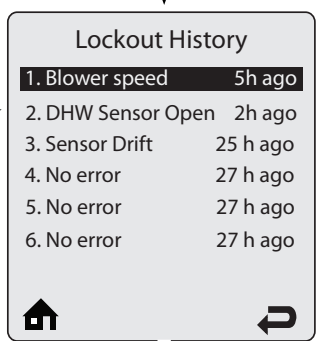 Lockout History
1. Blower speed 5h ago
2. DHW Sensor Open 2h ago
3. Sensor Drift 25 h ago
4. No error 27 h ago
5. No error 27 h ago
6. No error 27 h ago